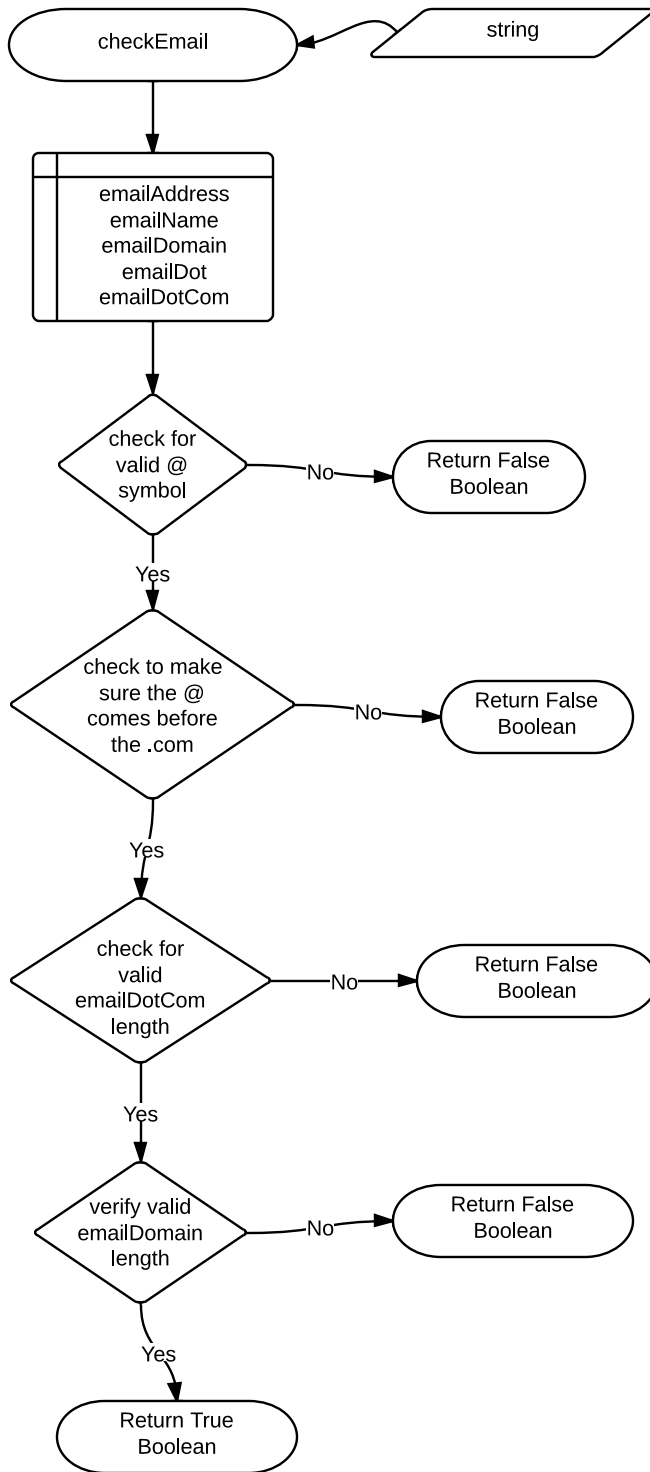 checkEmail
string
emailAddress
emailName
emailDomain
emailDot
emailDotCom
check for
valid @
symbol
No
Return False
Boolean
Yes
check to make
sure the @
comes before
the .com
No
Return False
Boolean
Yes
check for
valid
emailDotCom
length
No
Return False
Boolean
Yes
verify valid
emailDomain
length
No
Return False
Boolean
Yes
Return True
Boolean